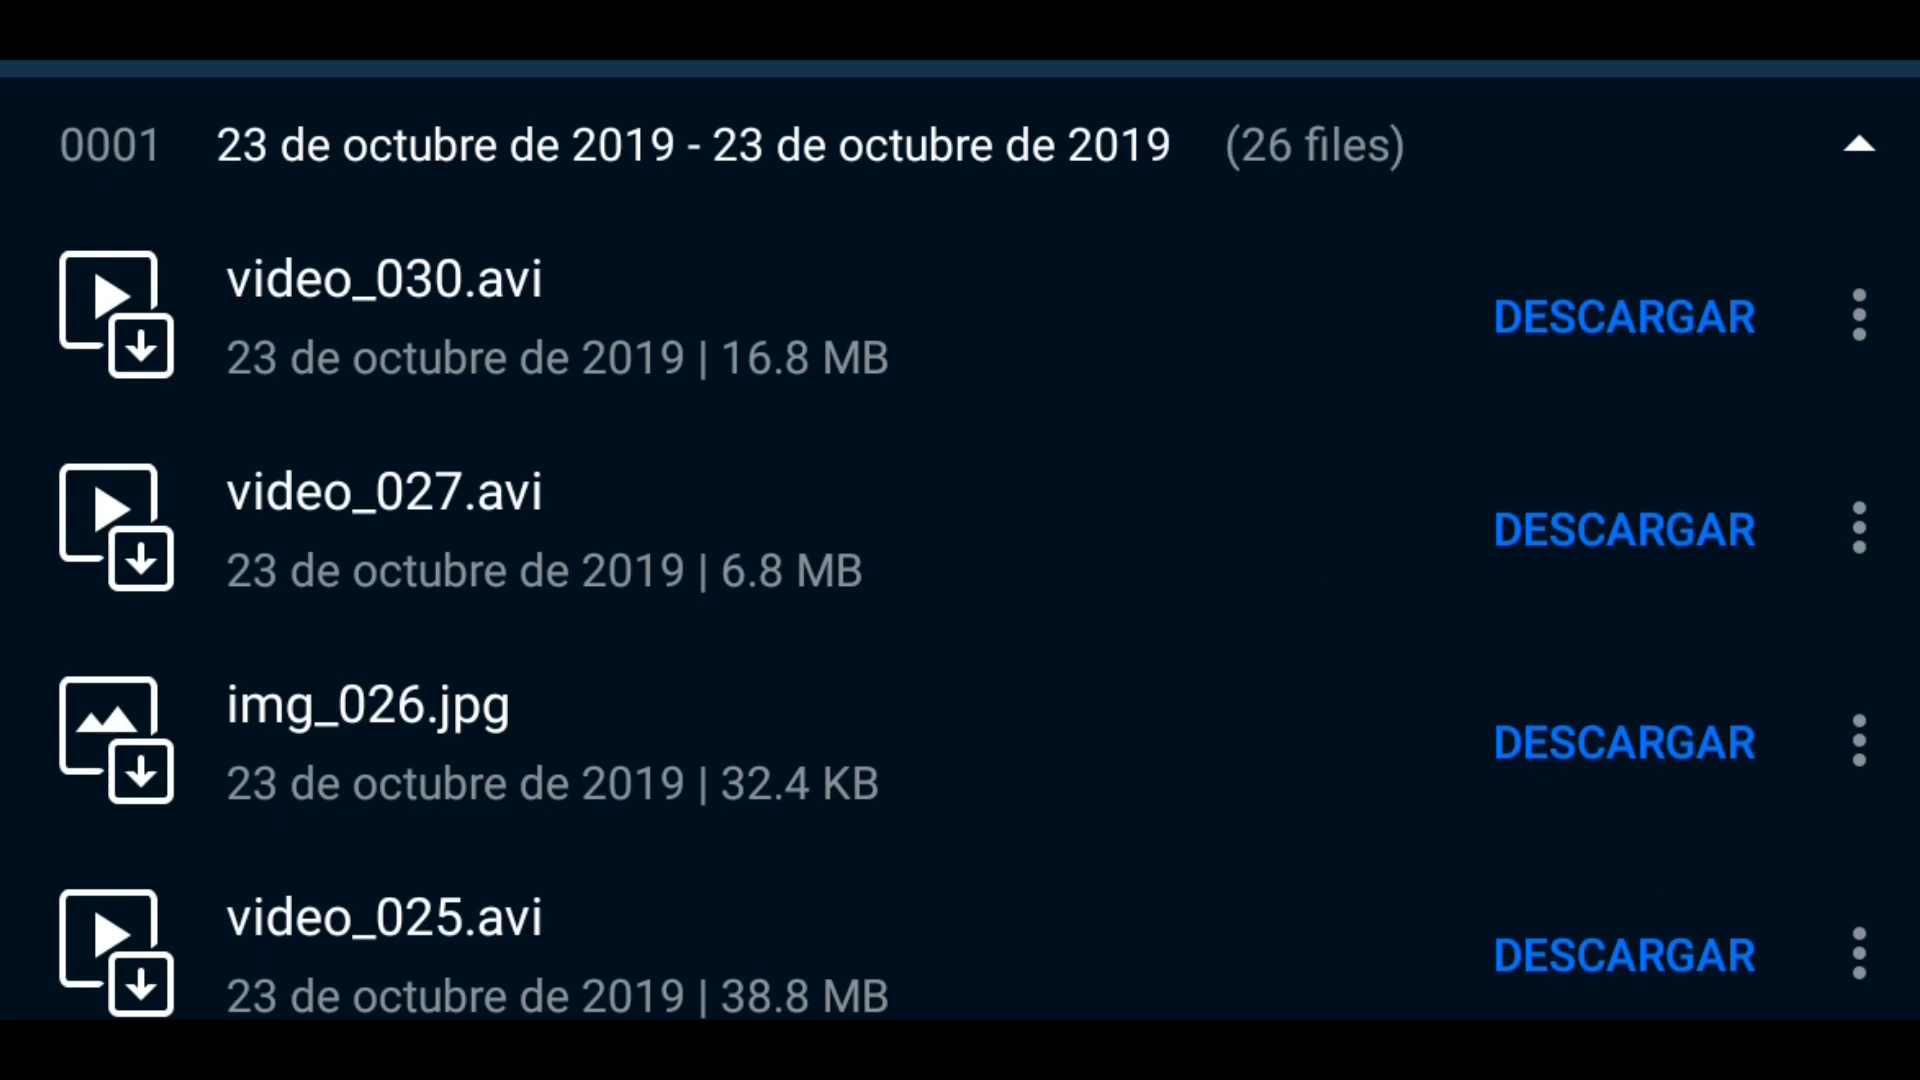 0001 23 de octubre de 2019 - 23 de octubre de 2019 (26 files)
video_030.avi
23 de octubre de 2019 | 16.8 MB
DESCARGAR
video_027.avi
23 de octubre de 2019 | 6.8 MB
DESCARGAR
img_026.jpg
23 de octubre de 2019 | 32.4 KB
DESCARGAR
video_025.avi
23 de octubre de 2019 | 38.8 MB
DESCARGAR